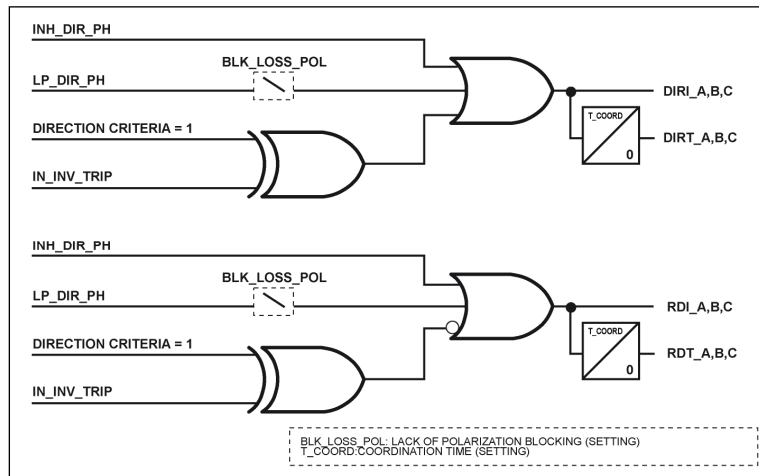 INH_DIR_PH
BLK_LOSS_POL
LP_DIR_PH
DIRI_A,B,C
T_COORD
DIRECTION CRITERIA = 1
DIRT_A,B,C
0
IN_INV_TRIP
INH_DIR_PH
BLK_LOSS_POL
LP_DIR_PH
RDI_A,B,C
T_COORD
DIRECTION CRITERIA = 1
RDT_A,B,C
0
IN_INV_TRIP
BLK_LOSS_POL: LACK OF POLARIZATION BLOCKING (SETTING)
T_COORD:COORDINATION TIME (SETTING)